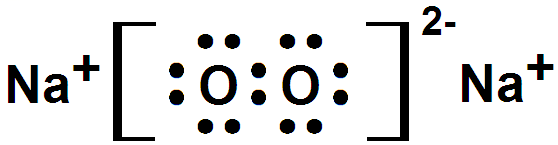 Na+ [ O O ] 2- Na+